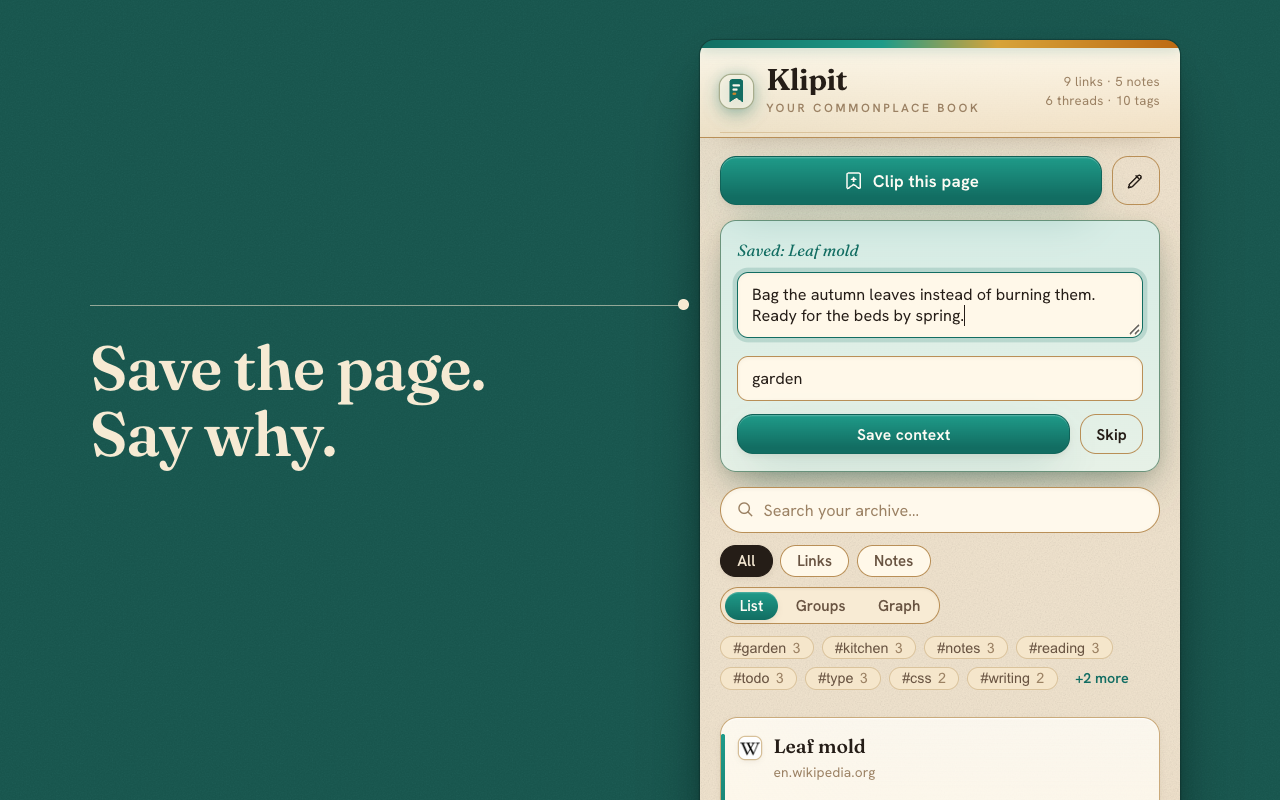 Save the page.
Say why.
Klipit
YOUR COMMONPLACE BOOK
9 links · 5 notes
6 threads · 10 tags
Clip this page
Saved: Leaf mold
Bag the autumn leaves instead of burning them.
Ready for the beds by spring.
garden
Save context
Skip
Search your archive…
All Links Notes
List Groups Graph
#garden 3 #kitchen 3 #notes 3 #reading 3
#todo 3 #type 3 #css 2 #writing 2 +2 more
W Leaf mold
en.wikipedia.org